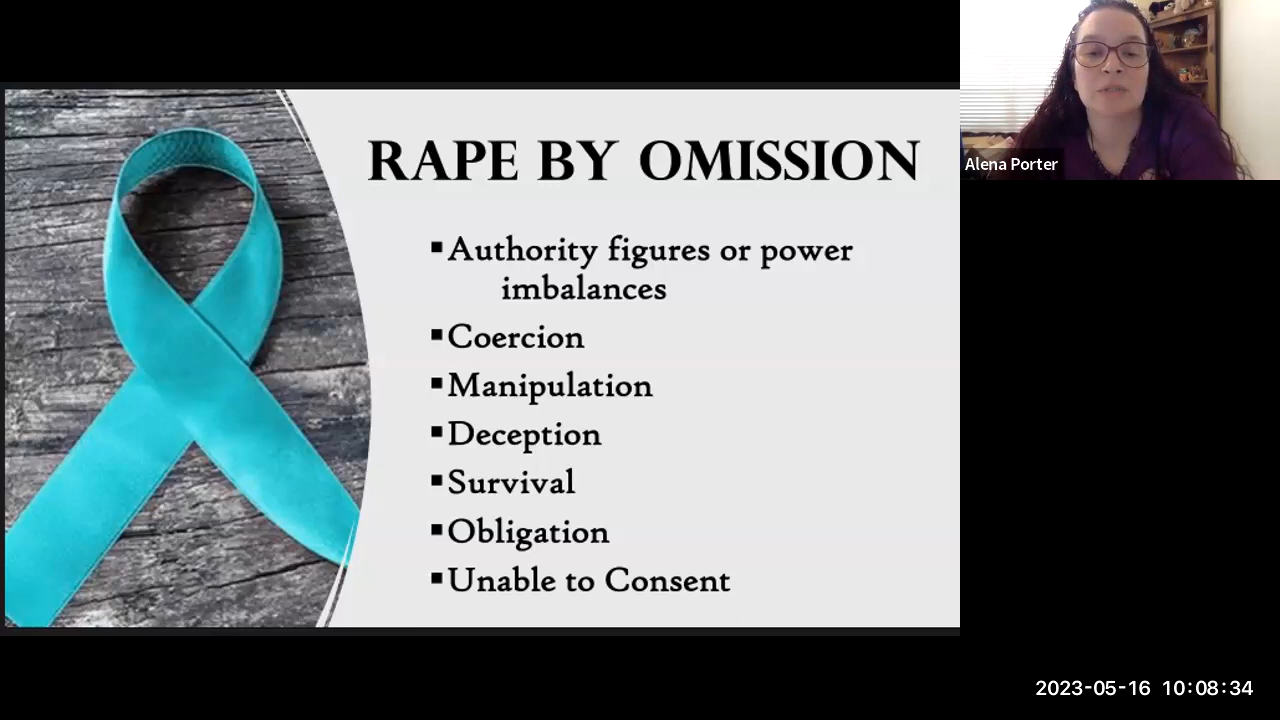 RAPE BY OMISSION
▪Authority figures or power
imbalances
▪Coercion
▪Manipulation
▪Deception
▪Survival
▪Obligation
▪Unable to Consent
Alena Porter
2023-05-16 10:08:34